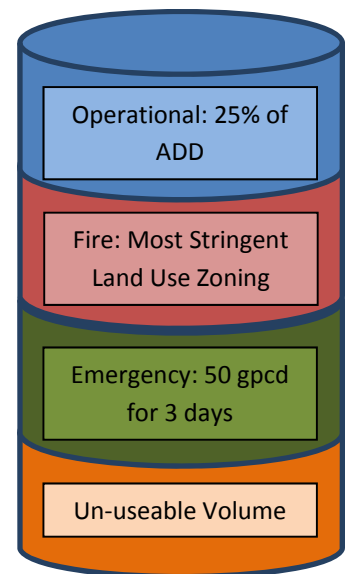 Operational: 25% of
ADD
Fire: Most Stringent
Land Use Zoning
Emergency: 50 gpcd
for 3 days
Un-useable Volume